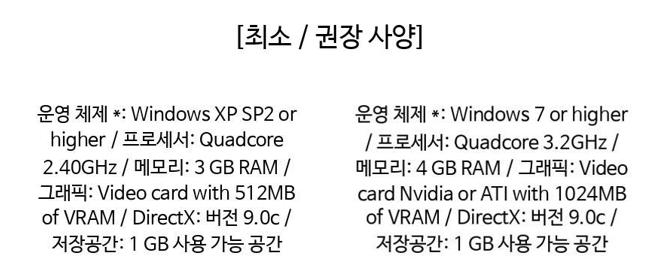 [최소 / 권장 사양]
운영 체제 *: Windows XP SP2 or
higher / 프로세서: Quadcore
2.40GHz / 메모리: 3 GB RAM /
그래픽: Video card with 512MB
of VRAM / DirectX: 버전 9.0c /
저장공간: 1 GB 사용 가능 공간
운영 체제 *: Windows 7 or higher
/ 프로세서: Quadcore 3.2GHz /
메모리: 4 GB RAM / 그래픽: Video
card Nvidia or ATI with 1024MB
of VRAM / DirectX: 버전 9.0c /
저장공간: 1 GB 사용 가능 공간